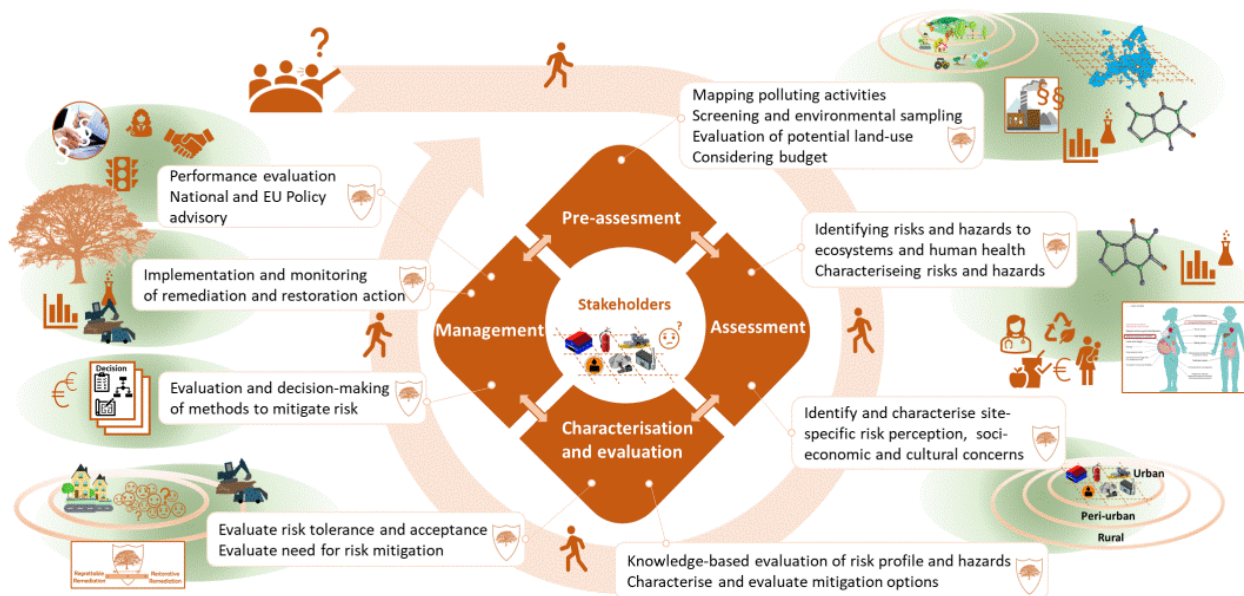 ?
§§
Mapping polluting activities
Screening and environmental sampling
Evaluation of potential land-use
Considering budget
Performance evaluation
National and EU Policy
advisory
Pre-assesment
Identifying risks and hazards to
ecosystems and human health
Characteriseing risks and hazards
Implementation and monitoring
of remediation and restoration action
Stakeholders
?
Management
Assessment
Decision
€
€
€
Evaluation and decision-making
of methods to mitigate risk
Characterisation
and evaluation
Identify and characterise site-
specific risk perception, soci-
economic and cultural concerns
Urban
Peri-urban
Rural
Evaluate risk tolerance and acceptance
Evaluate need for risk mitigation
Regrettable
Remediation
Restorative
Remediation
Knowledge-based evaluation of risk profile and hazards
Characterise and evaluate mitigation options